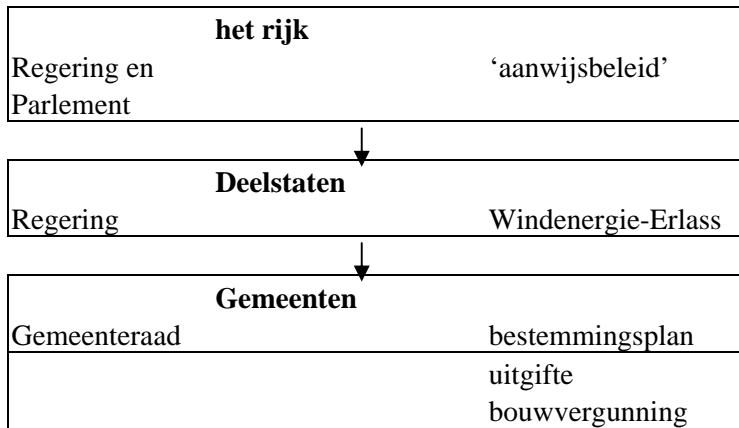 het rijk
Regering en ‘aanwijsbeleid’
Parlement
Deelstaten
Regering Windenergie-Erlass
Gemeenten
Gemeenteraad bestemmingsplan
uitgifte
bouwvergunning